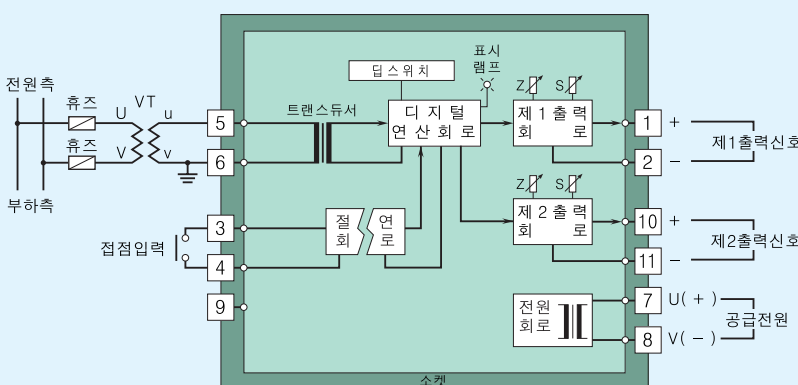 표시
램프
딥스위치
Z
S
전원측
휴즈
VT
U
u
5
트랜스듀서
디지털
연산회로
제1출력
회로
1
+
제1출력신호
2
−
휴즈
V
v
6
부하측
Z
S
접점입력
3
절
회
연
로
제2출력
회로
10
+
제2출력신호
11
−
4
9
전원
회로
7
U( + )
공급전원
8
V( − )
소켓